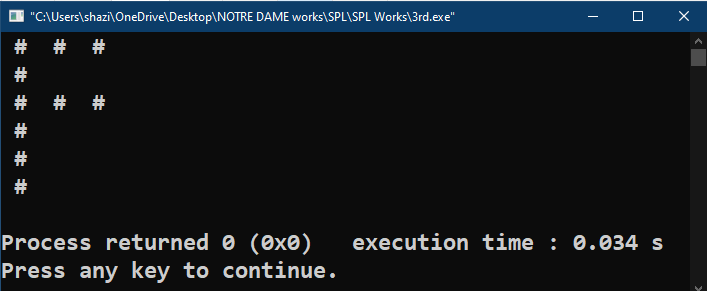 "C:\Users\shazi\OneDrive\Desktop\NOTRE DAME works\SPL\SPL Works\3rd.exe"
 #  #  #
 #
 #  #  #
 #
 #
 #

Process returned 0 (0x0)   execution time : 0.034 s
Press any key to continue.